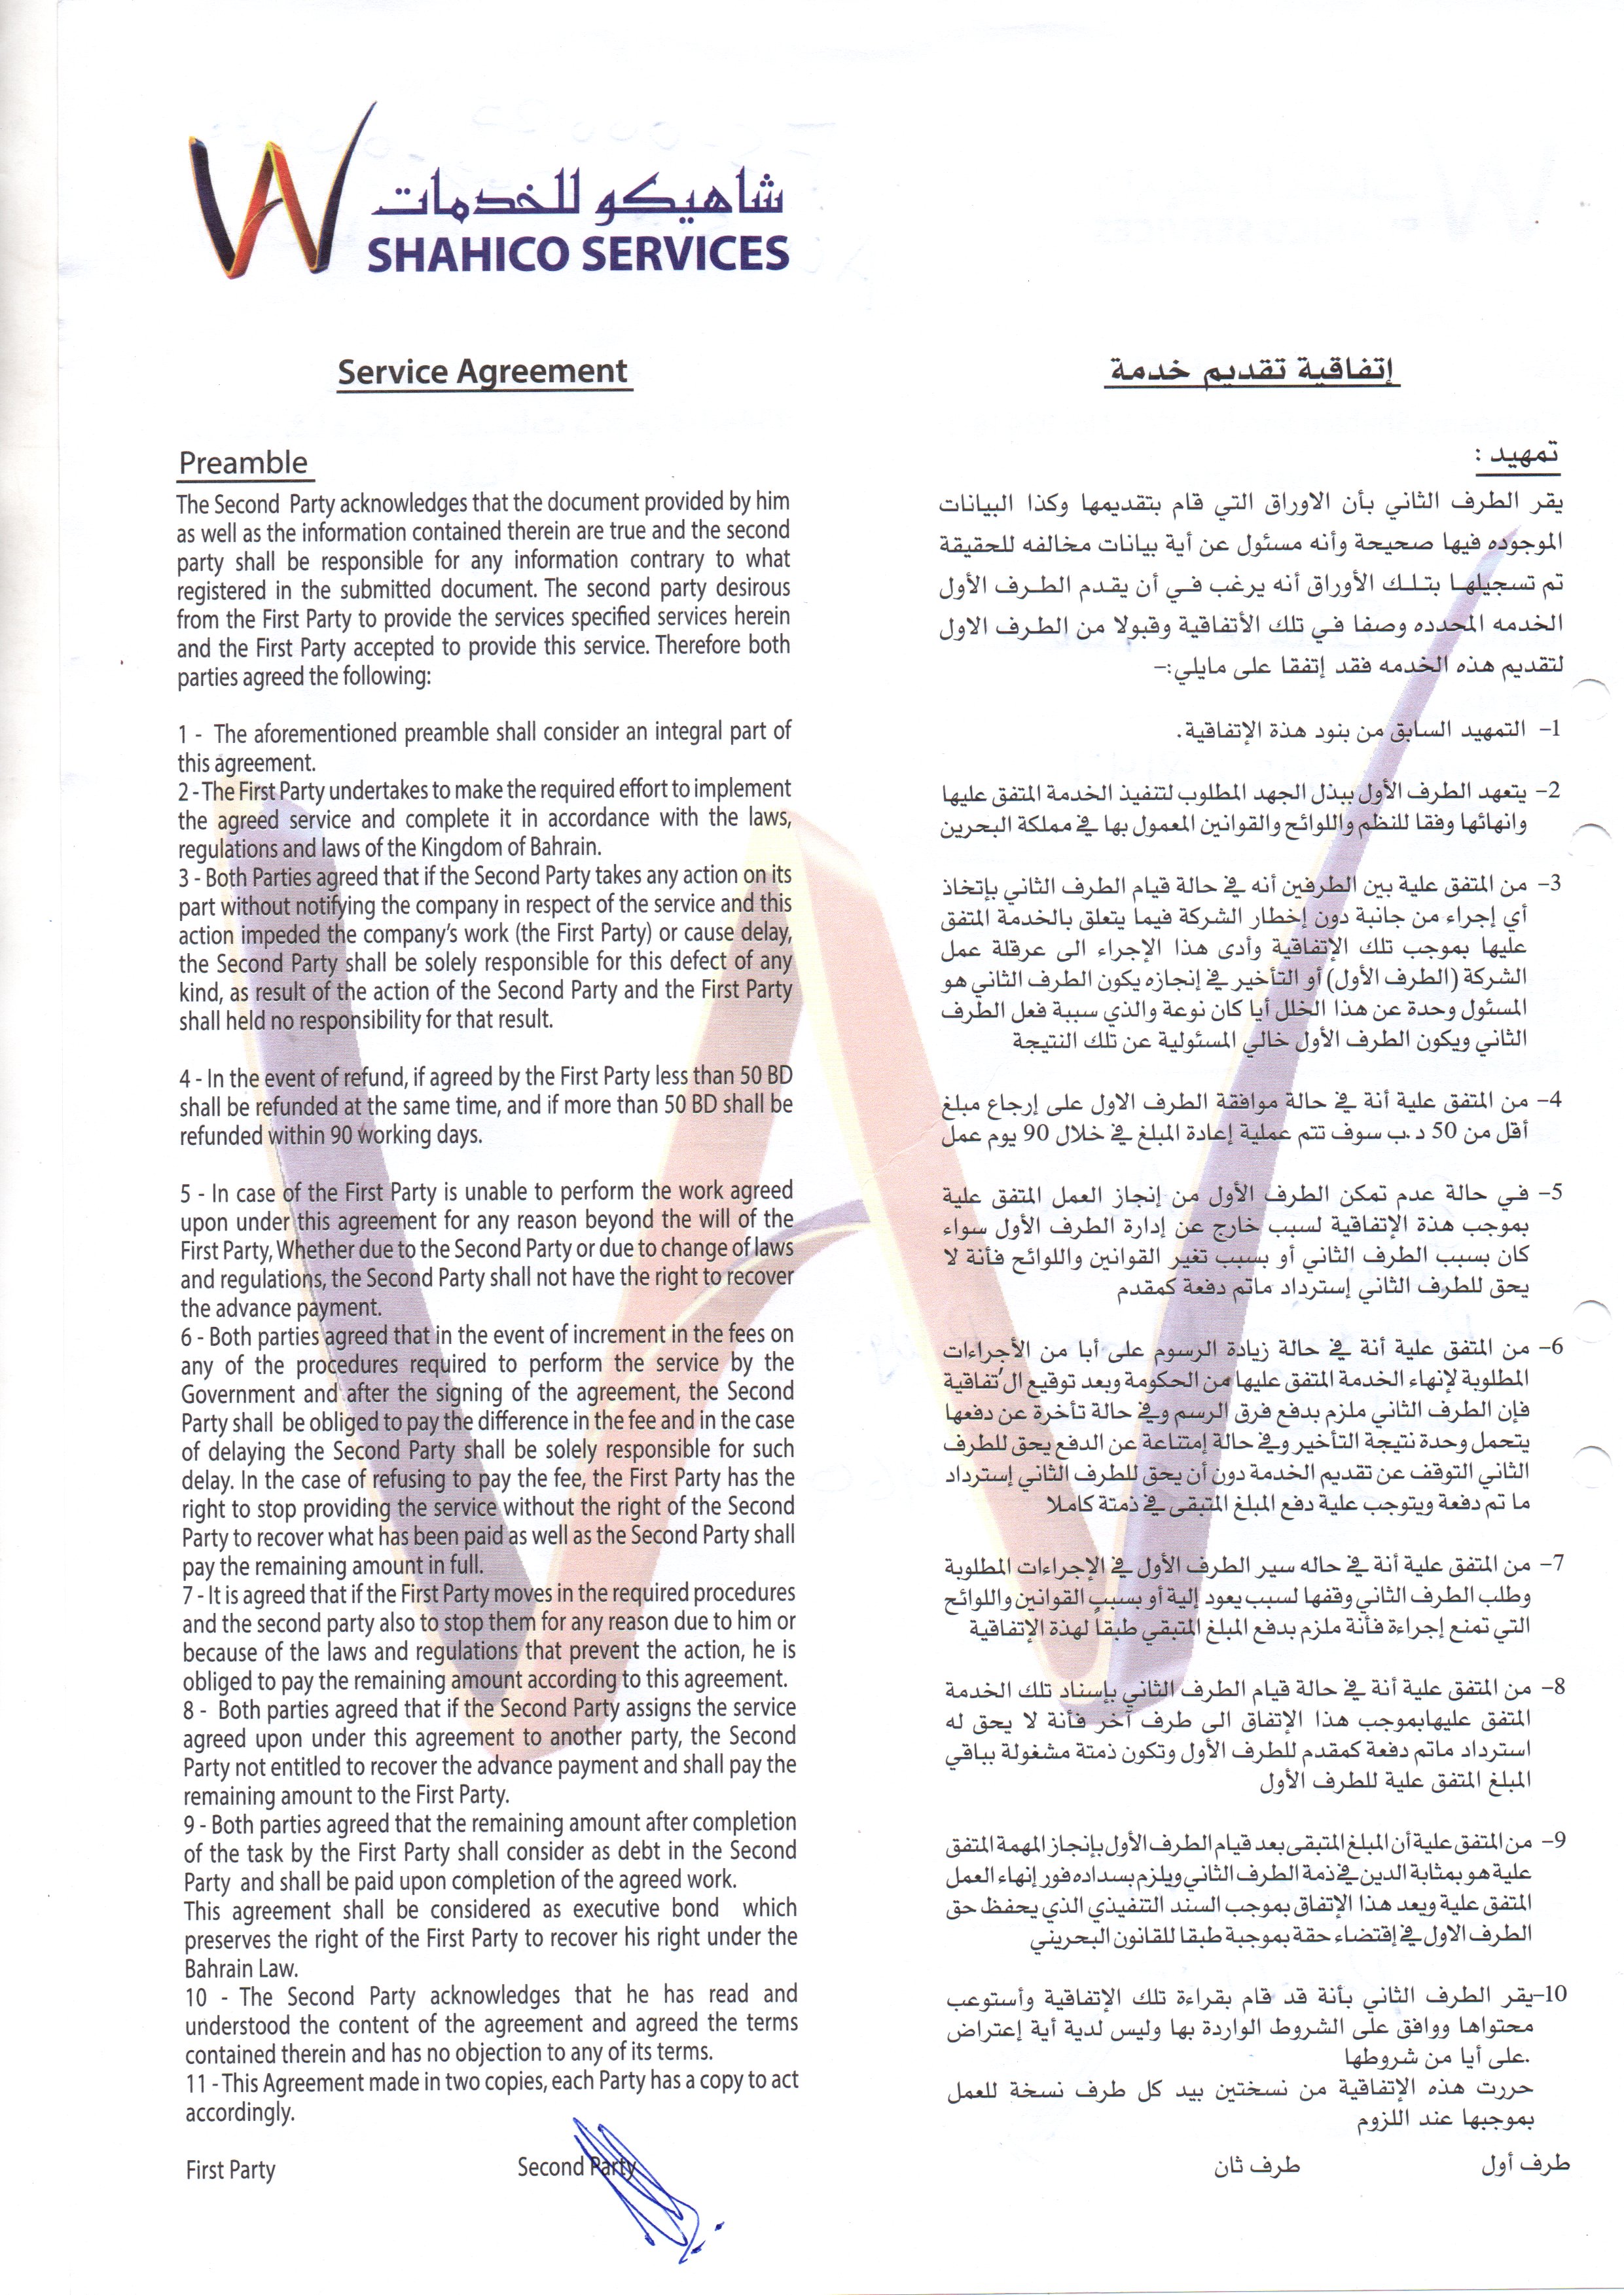 شاهيكو للخدمات
SHAHICO SERVICES
Service Agreement
Preamble
The Second Party acknowledges that the document provided by him
as well as the information contained therein are true and the second
party shall be responsible for any information contrary to what
registered in the submitted document. The second party desirous
from the First Party to provide the services specified services herein
and the First Party accepted to provide this service. Therefore both
parties agreed the following:
1 - The aforementioned preamble shall consider an integral part of
this agreement.
2 - The First Party undertakes to make the required effort to implement
the agreed service and complete it in accordance with the laws,
regulations and laws of the Kingdom of Bahrain.
3 - Both Parties agreed that if the Second Party takes any action on its
part without notifying the company in respect of the service and this
action impeded the company's work (the First Party) or cause delay,
the Second Party shall be solely responsible for this defect of any
kind, as result of the action of the Second Party and the First Party
shall held no responsibility for that result.
4 - In the event of refund, if agreed by the First Party less than 50 BD
shall be refunded at the same time, and if more than 50 BD shall be
refunded within 90 working days.
5 - In case of the First Party is unable to perform the work agreed
upon under this agreement for any reason beyond the will of the
First Party, Whether due to the Second Party or due to change of laws
and regulations, the Second Party shall not have the right to recover
the advance payment.
6 - Both parties agreed that in the event of increment in the fees on
any of the procedures required to perform the service by the
Government and after the signing of the agreement, the Second
Party shall be obliged to pay the difference in the fee and in the case
of delaying the Second Party shall be solely responsible for such
delay. In the case of refusing to pay the fee, the First Party has the
right to stop providing the service without the right of the Second
Party to recover what has been paid as well as the Second Party shall
pay the remaining amount in full.
7 - It is agreed that if the First Party moves in the required procedures
and the second party also to stop them for any reason due to him or
because of the laws and regulations that prevent the action, he is
obliged to pay the remaining amount according to this agreement.
8 - Both parties agreed that if the Second Party assigns the service
agreed upon under this agreement to another party, the Second
Party not entitled to recover the advance payment and shall pay the
remaining amount to the First Party.
9 - Both parties agreed that the remaining amount after completion
of the task by the First Party shall consider as debt in the Second
Party and shall be paid upon completion of the agreed work.
This agreement shall be considered as executive bond which
preserves the right of the First Party to recover his right under the
Bahrain Law.
10 - The Second Party acknowledges that he has read and
understood the content of the agreement and agreed the terms
contained therein and has no objection to any of its terms.
11 - This Agreement made in two copies, each Party has a copy to act
accordingly.
First Party Second Party
إتفاقية تقديم خدمة
تمهيد :
يقر الطرف الثاني بأن الاوراق التي قام بتقديمها وكذا البيانات
الموجوده فيها صحيحة وأنه مسئول عن أية بيانات مخالفه للحقيقة
تم تسجيلها بتلك الأوراق أنه يرغب في أن يقدم الطرف الأول
الخدمه المحدده وصفا في تلك الأتفاقية وقبولا من الطرف الاول
لتقديم هذه الخدمه فقد إتفقا على مايلي:-
1- التمهيد السابق من بنود هذة الإتفاقية.
2- يتعهد الطرف الأول ببذل الجهد المطلوب لتنفيذ الخدمة المتفق عليها
وانهائها وفقا للنظم واللوائح والقوانين المعمول بها في مملكة البحرين
3- من المتفق علية بين الطرفين أنه في حالة قيام الطرف الثاني بإتخاذ
أي إجراء من جانبة دون إخطار الشركة فيما يتعلق بالخدمة المتفق
عليها بموجب تلك الإتفاقية وأدى هذا الإجراء الى عرقلة عمل
الشركة (الطرف الأول) أو التأخير في إنجازه يكون الطرف الثاني هو
المسئول وحدة عن هذا الخلل أيا كان نوعة والذي سببة فعل الطرف
الثاني ويكون الطرف الأول خالي المسئولية عن تلك النتيجة
4- من المتفق علية أنة في حالة موافقة الطرف الاول على إرجاع مبلغ
أقل من 50 د.ب سوف تتم عملية إعادة المبلغ في خلال 90 يوم عمل
5- في حالة عدم تمكن الطرف الأول من إنجاز العمل المتفق علية
بموجب هذة الإتفاقية لسبب خارج عن إدارة الطرف الأول سواء
كان بسبب الطرف الثاني أو بسبب تغير القوانين واللوائح فأنة لا
يحق للطرف الثاني إسترداد ماتم دفعة كمقدم
6- من المتفق علية أنة في حالة زيادة الرسوم على أبا من الأجراءات
المطلوبة لإنهاء الخدمة المتفق عليها من الحكومة وبعد توقيع ال'تفاقية
فإن الطرف الثاني ملزم بدفع فرق الرسم وفي حالة تأخرة عن دفعها
يتحمل وحدة نتيجة التأخير وفي حالة إمتناعة عن الدفع يحق للطرف
الثاني التوقف عن تقديم الخدمة دون أن يحق للطرف الثاني إسترداد
ما تم دفعة ويتوجب علية دفع المبلغ المتبقى في ذمتة كاملا
7- من المتفق علية أنة في حاله سير الطرف الأول في الإجراءات المطلوبة
وطلب الطرف الثاني وقفها لسبب يعود إلية أو بسبب القوانين واللوائح
التي تمنع إجراءة فأنة ملزم بدفع المبلغ المتبقي طبقاً لهذة الإتفاقية
8- من المتفق علية أنة في حالة قيام الطرف الثاني بإسناد تلك الخدمة
المتفق عليهابموجب هذا الإتفاق الى طرف آخر فأنة لا يحق له
استرداد ماتم دفعة كمقدم للطرف الأول وتكون ذمتة مشغولة بباقي
المبلغ المتفق علية للطرف الأول
9- من المتفق علية أن المبلغ المتبقى بعد قيام الطرف الأول بإنجاز المهمة المتفق
علية هو بمثابة الدين في ذمة الطرف الثاني ويلزم بسداده فور إنهاء العمل
المتفق علية ويعد هذا الإتفاق بموجب السند التنفيذي الذي يحفظ حق
الطرف الاول في إقتضاء حقة بموجبة طبقا للقانون البحريني
10-يقر الطرف الثاني بأنة قد قام بقراءة تلك الإتفاقية وأستوعب
محتواها ووافق على الشروط الواردة بها وليس لدية أية إعتراض
.على أيا من شروطها
حررت هذه الإتفاقية من نسختين بيد كل طرف نسخة للعمل
بموجبها عند اللزوم
طرف أول طرف ثان